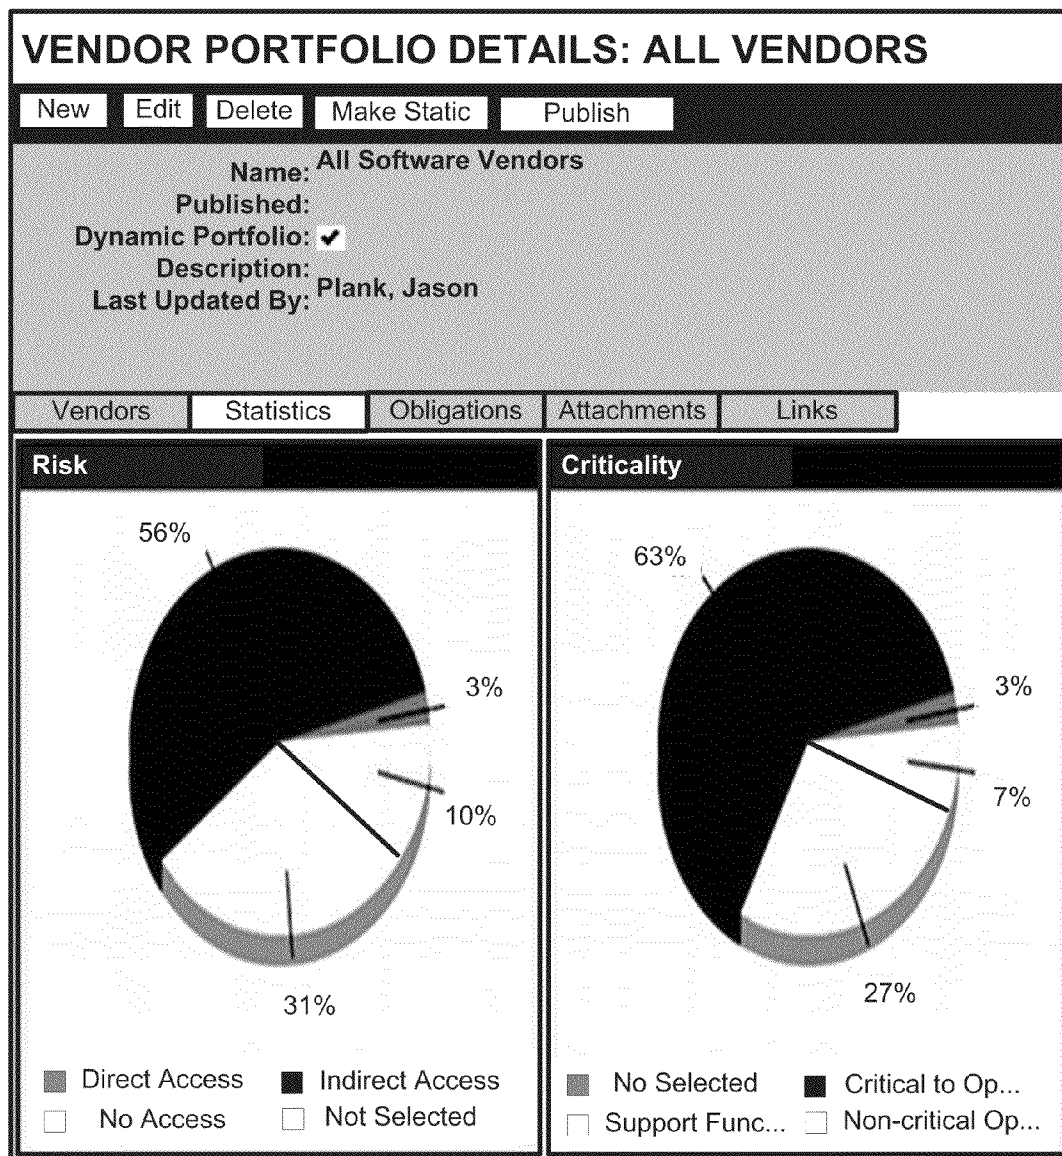 VENDOR PORTFOLIO DETAILS: ALL VENDORS
New Edit Delete Make Static Publish
Name: All Software Vendors
Published:
Dynamic Portfolio:
Description:
Last Updated By: Plank, Jason
Vendors Statistics Obligations Attachments Links
Risk
56%
3%
10%
31%
Direct Access Indirect Access
No Access Not Selected
Criticality
63%
3%
7%
27%
No Selected Critical to Op...
Support Func... Non-critical Op...